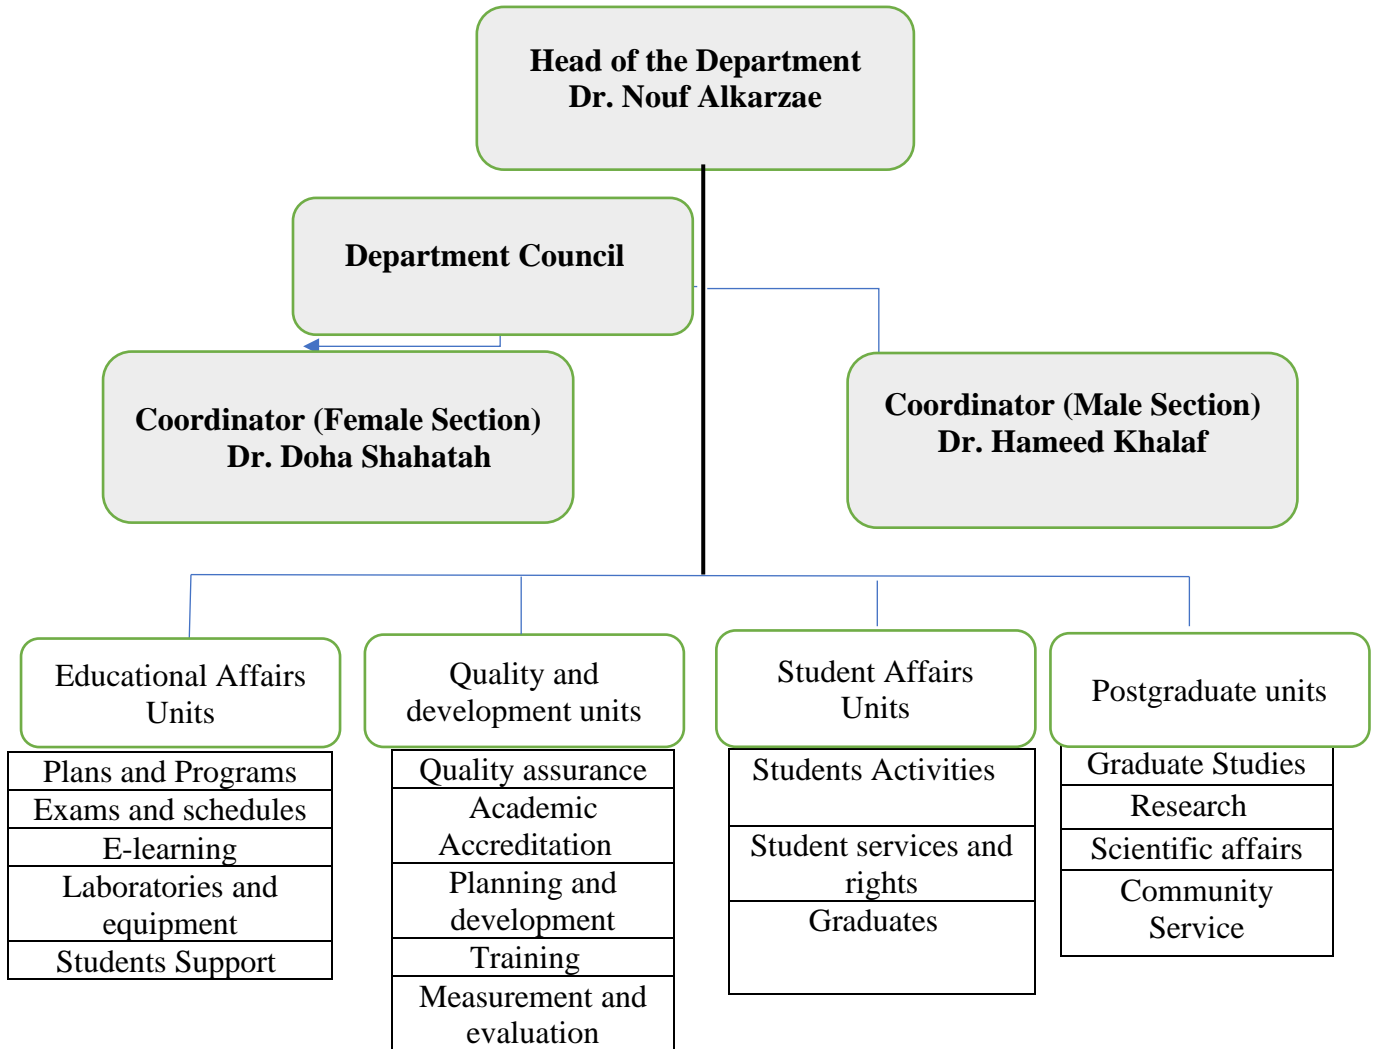 Head of the Department
Dr. Nouf Alkarzae
Department Council
Coordinator (Female Section)
Dr. Doha Shahatah
Coordinator (Male Section)
Dr. Hameed Khalaf
Educational Affairs
Units
Plans and Programs
Exams and schedules
E-learning
Laboratories and
equipment
Students Support
Quality and
development units
Quality assurance
Academic
Accreditation
Planning and
development
Training
Measurement and
evaluation
Student Affairs
Units
Students Activities
Student services and
rights
Graduates
Postgraduate units
Graduate Studies
Research
Scientific affairs
Community
Service